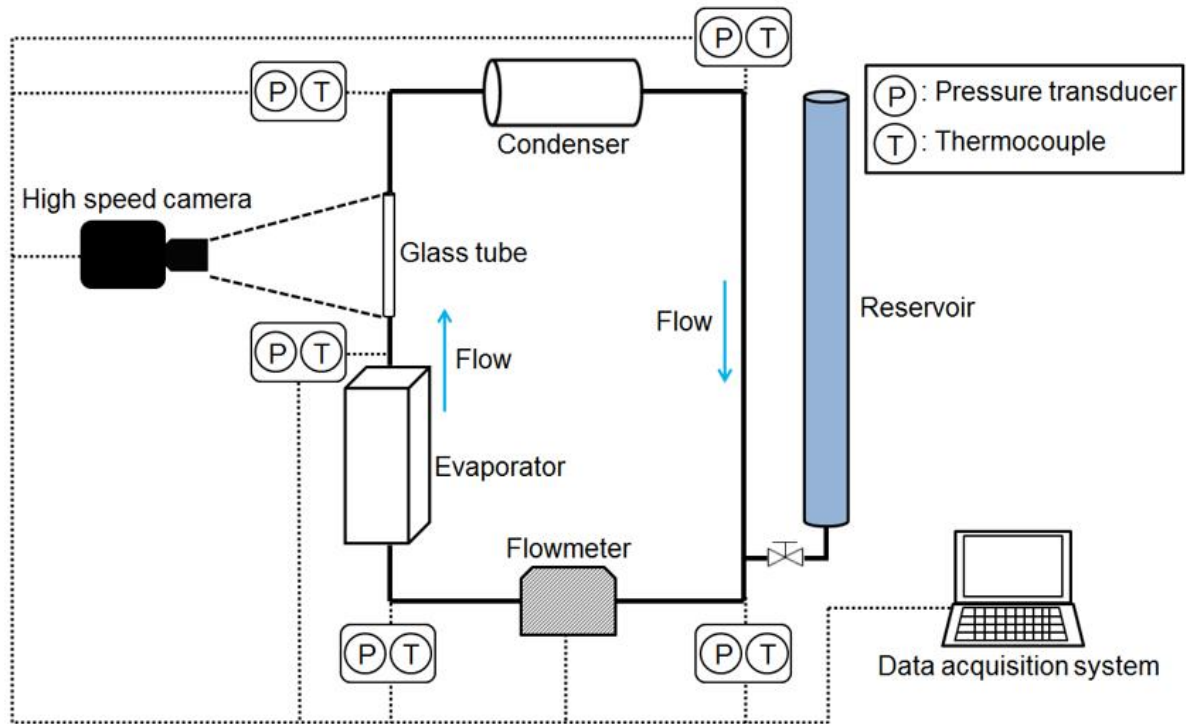 P T
P T
P : Pressure transducer
T : Thermocouple
Condenser
High speed camera
Glass tube
Flow
Reservoir
P T
Flow
Evaporator
Flowmeter
P T
P T
Data acquisition system